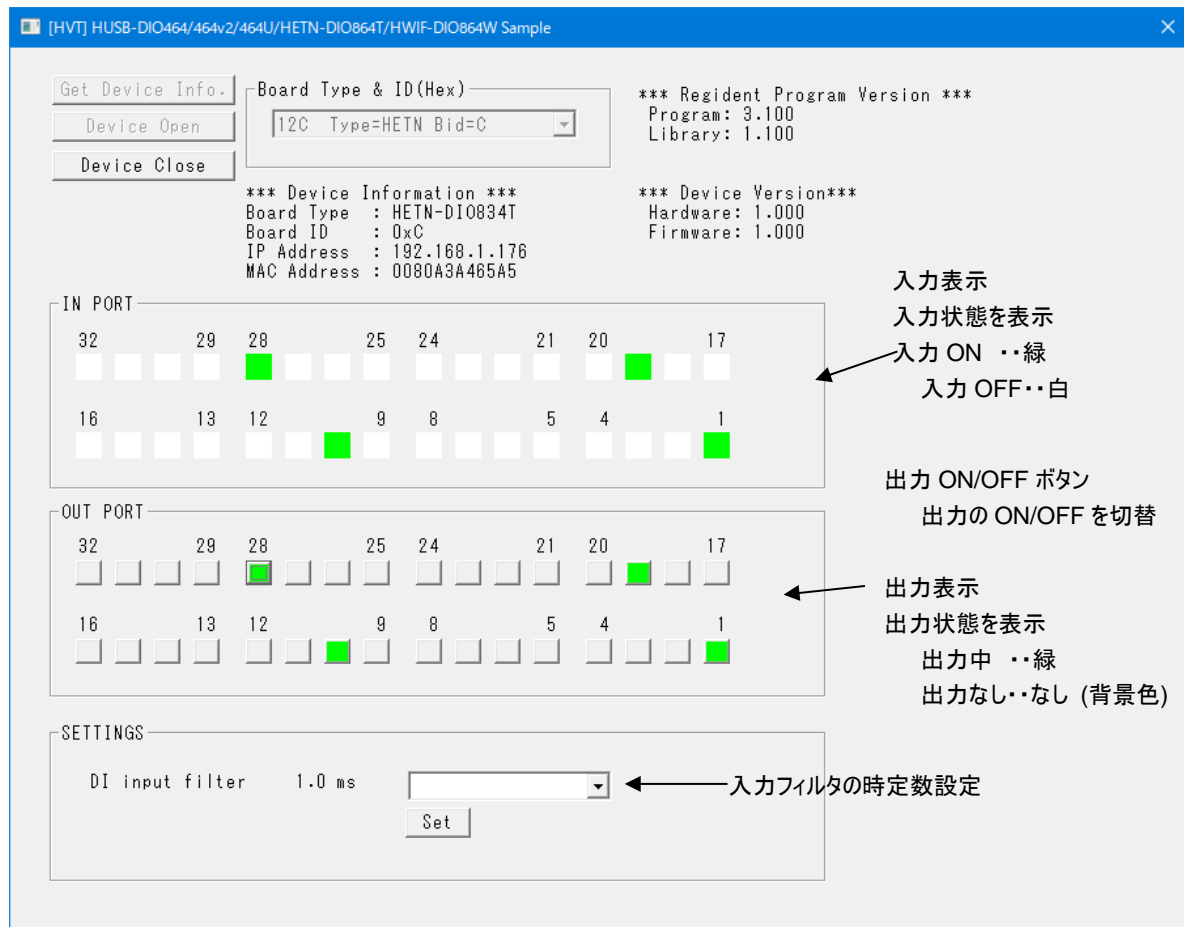 [HVT] HUSB-DIO464/464v2/464U/HETN-DIO864T/HWIF-DIO864W Sample
Get Device Info.
Device Open
Device Close
Board Type & ID(Hex)
12C Type=HETN Bid=C
*** Regident Program Version ***
Program: 3.100
Library: 1.100
*** Device Information ***
Board Type : HETN-DIO834T
Board ID : 0xC
IP Address : 192.168.1.176
MAC Address : 0080A3A465A5
*** Device Version***
Hardware: 1.000
Firmware: 1.000
IN PORT
32 29 28 25 24 21 20 17
16 13 12 9 8 5 4 1
入力表示
入力状態を表示
入力 ON ・・緑
入力 OFF・・白
OUT PORT
32 29 28 25 24 21 20 17
16 13 12 9 8 5 4 1
出力 ON/OFF ボタン
出力の ON/OFF を切替
出力表示
出力状態を表示
出力中 ・・緑
出力なし・・なし (背景色)
SETTINGS
DI input filter 1.0 ms
Set
入力フィルタの時定数設定